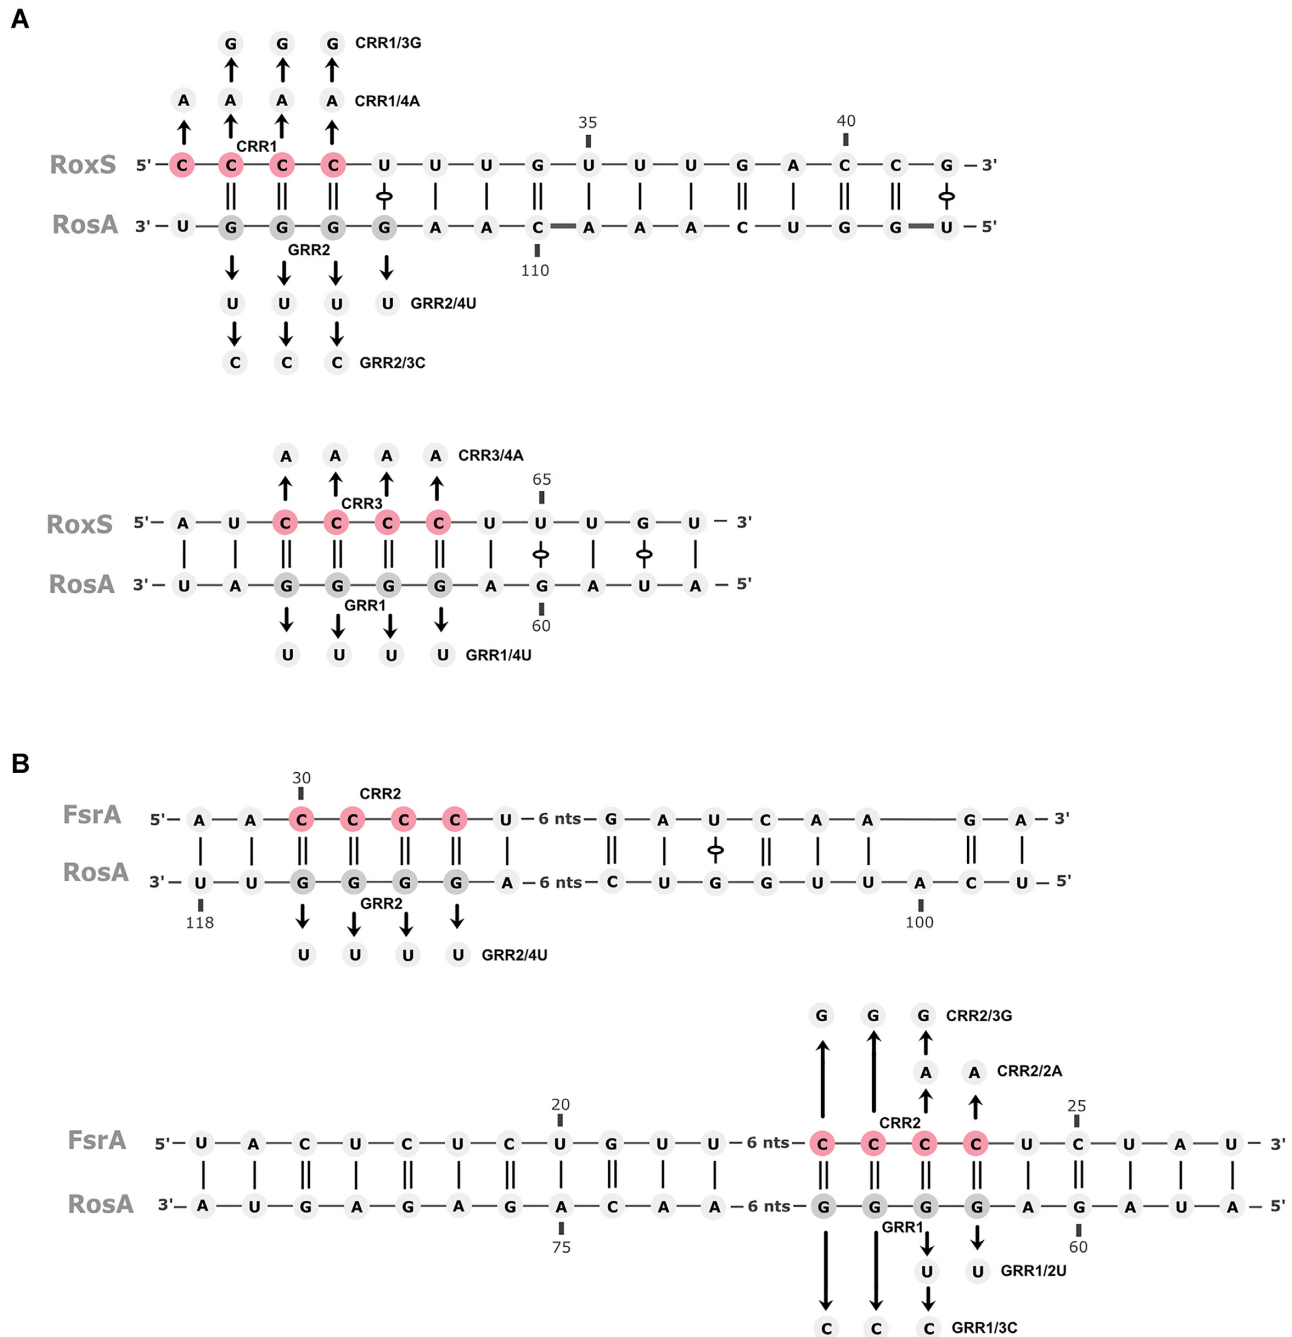 A
G G G CRR1/3G
A A A A CRR1/4A
CRR1
35
40
RoxS 5' C C C C U U U G U U U G A C C G 3'
RosA 3' U G G G G A A C A A A C U G G U 5'
GRR2
110
U U U U GRR2/4U
C C C GRR2/3C
A A A A CRR3/4A
65
CRR3
RoxS 5' A U C C C C U U U G U 3'
RosA 3' U A G G G G A G A U A 5'
GRR1
60
U U U U GRR1/4U
B
30
CRR2
FsrA 5' A A C C C C U 6 nts G A U C A A G A 3'
RosA 3' U U G G G G A 6 nts C U G G U U A C U 5'
GRR2
118
100
U U U U GRR2/4U
G G G CRR2/3G
A A CRR2/2A
20
25
CRR2
FsrA 5' U A C U C U C U G U U 6 nts C C C C U C U A U 3'
RosA 3' A U G A G A G A C A A 6 nts G G G G A G A U A 5'
GRR1
75
60
U U GRR1/2U
C C C GRR1/3C